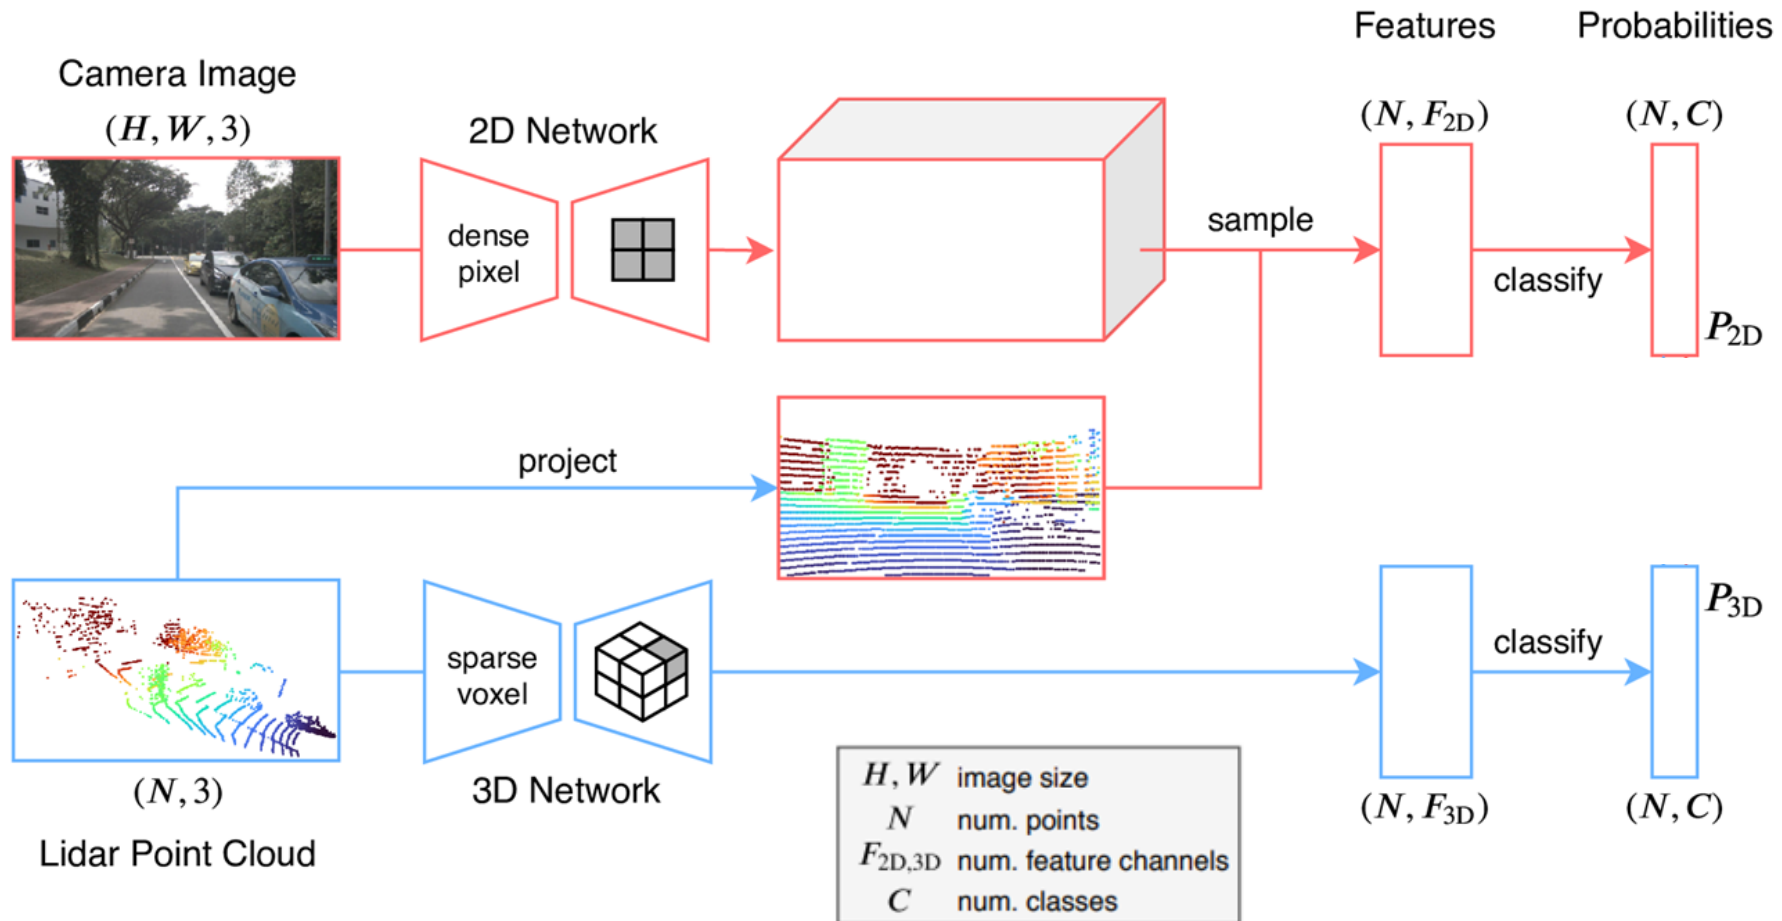 Features
Probabilities
Camera Image
(H, W, 3)
2D Network
(N, F2D)
(N, C)
dense
pixel
sample
classify
P2D
project
sparse
voxel
classify
P3D
3D Network
(N, 3)
Lidar Point Cloud
(N, F3D)
(N, C)
H, W image size
N num. points
F2D,3D num. feature channels
C num. classes